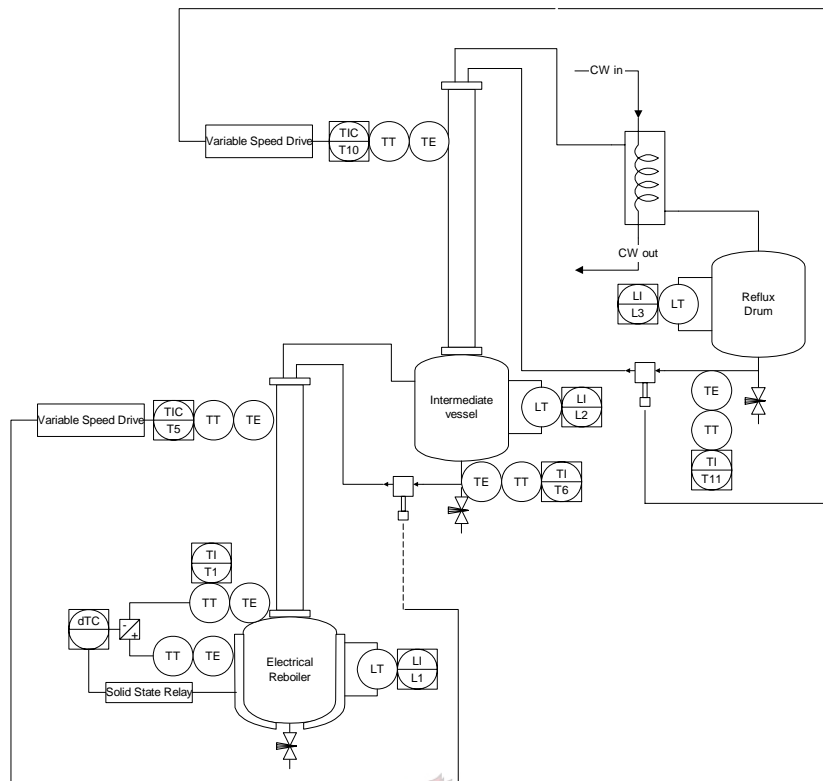 CW in
Variable Speed Drive
TIC
T10
TT
TE
CW out
LI
L3
LT
Reflux
Drum
Intermediate
vessel
LT
LI
L2
TE
TT
TI
T11
Variable Speed Drive
TIC
T5
TT
TE
TE
TT
TI
T6
TI
T1
TT
TE
dTC
-
+
TT
TE
Electrical
Reboiler
LT
LI
L1
Solid State Relay